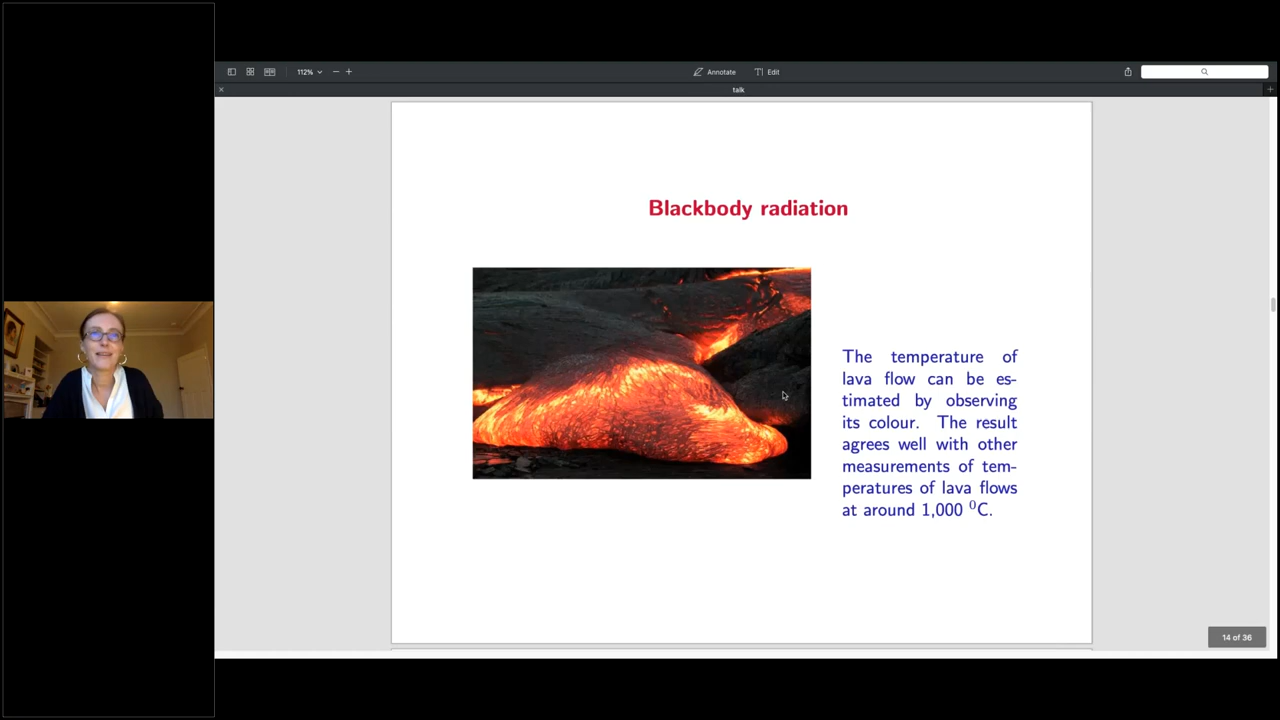 112%
Annotate
Edit
talk
Blackbody radiation
The temperature of
lava flow can be es-
timated by observing
its colour. The result
agrees well with other
measurements of tem-
peratures of lava flows
at around 1,000 ⁰C.
14 of 36